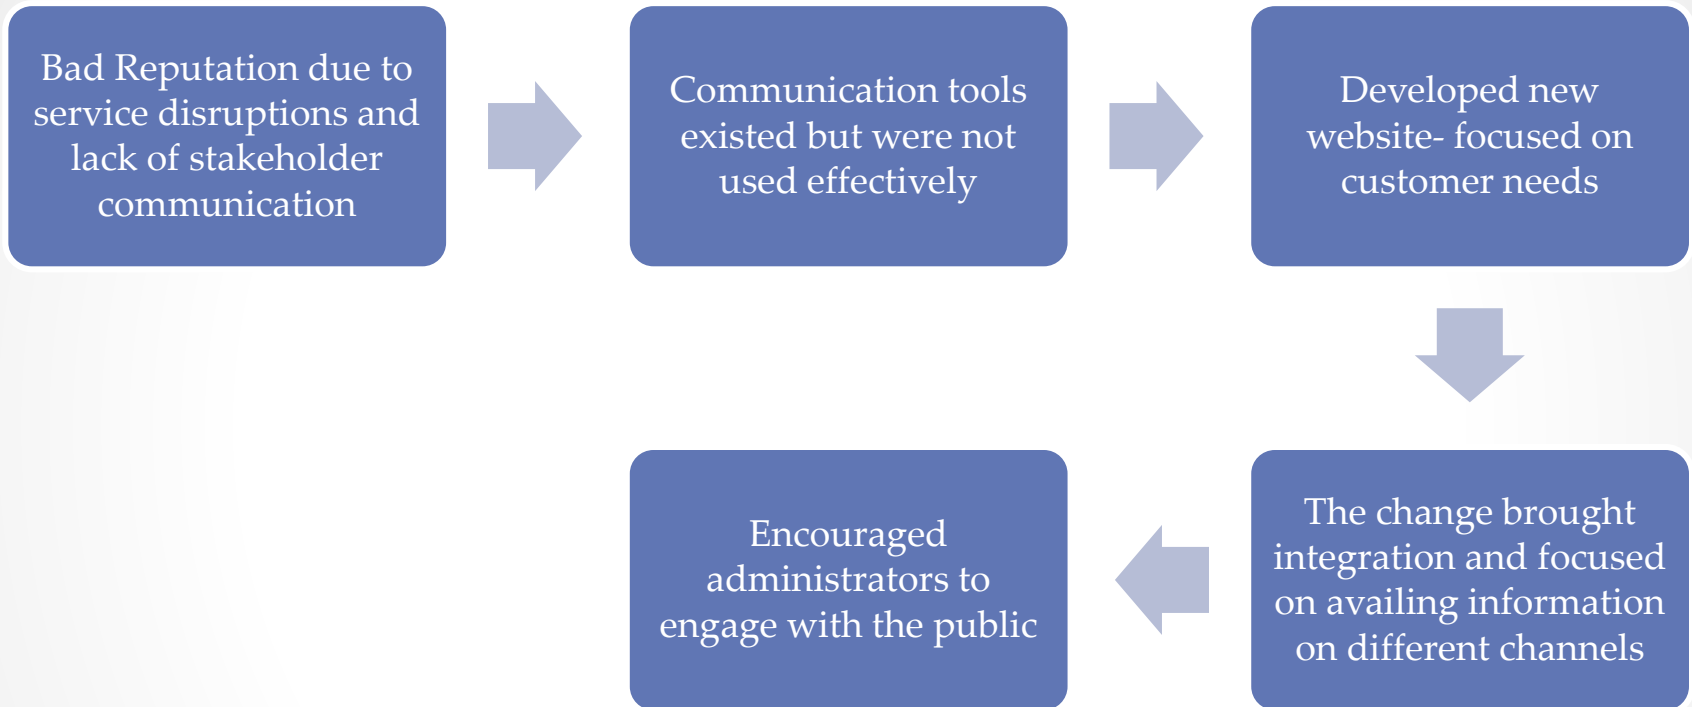 Bad Reputation due to
service disruptions and
lack of stakeholder
communication
Communication tools
existed but were not
used effectively
Developed new
website- focused on
customer needs
The change brought
integration and focused
on availing information
on different channels
Encouraged
administrators to
engage with the public